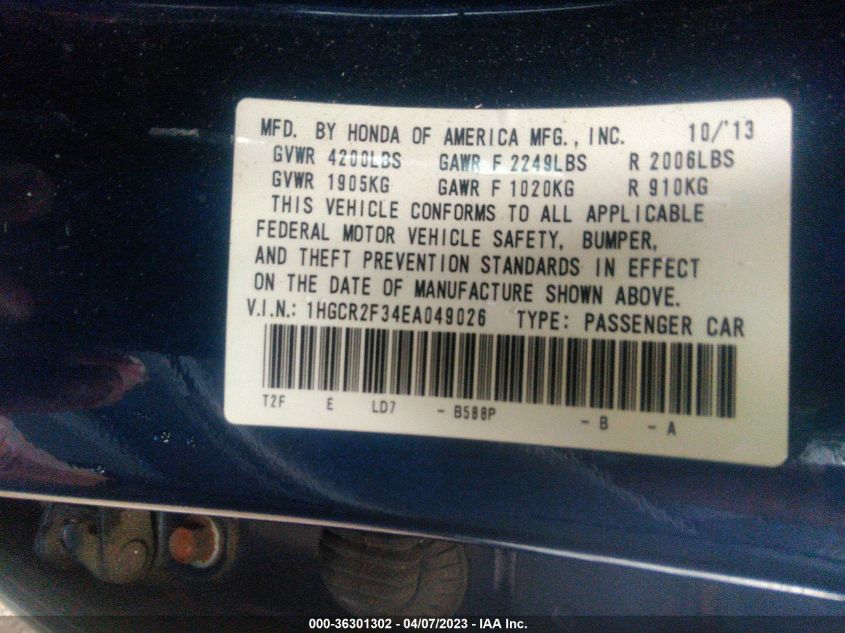 MFD. BY HONDA OF AMERICA MFG., INC. 10/'13
GVWR 4200LBS GAWR F 2249LBS R 2006LBS
GVWR 1905KG GAWR F 1020KG R 910KG
THIS VEHICLE CONFORMS TO ALL APPLICABLE
FEDERAL MOTOR VEHICLE SAFETY, BUMPER,
AND THEFT PREVENTION STANDARDS IN EFFECT
ON THE DATE OF MANUFACTURE SHOWN ABOVE.
V.I.N.: 1HGCR2F34EA049026 TYPE: PASSENGER CAR
T2F E LD7 - B588P - B - A
000-36301302 - 04/07/2023 - IAA Inc.